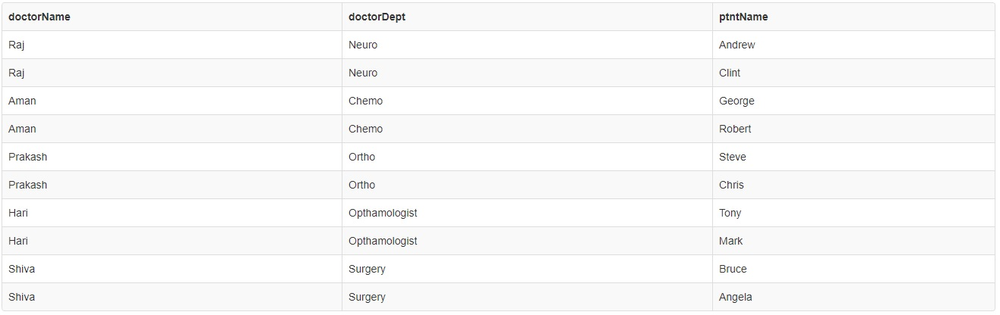 doctorName doctorDept ptntName
Raj Neuro Andrew
Raj Neuro Clint
Aman Chemo George
Aman Chemo Robert
Prakash Ortho Steve
Prakash Ortho Chris
Hari Opthamologist Tony
Hari Opthamologist Mark
Shiva Surgery Bruce
Shiva Surgery Angela